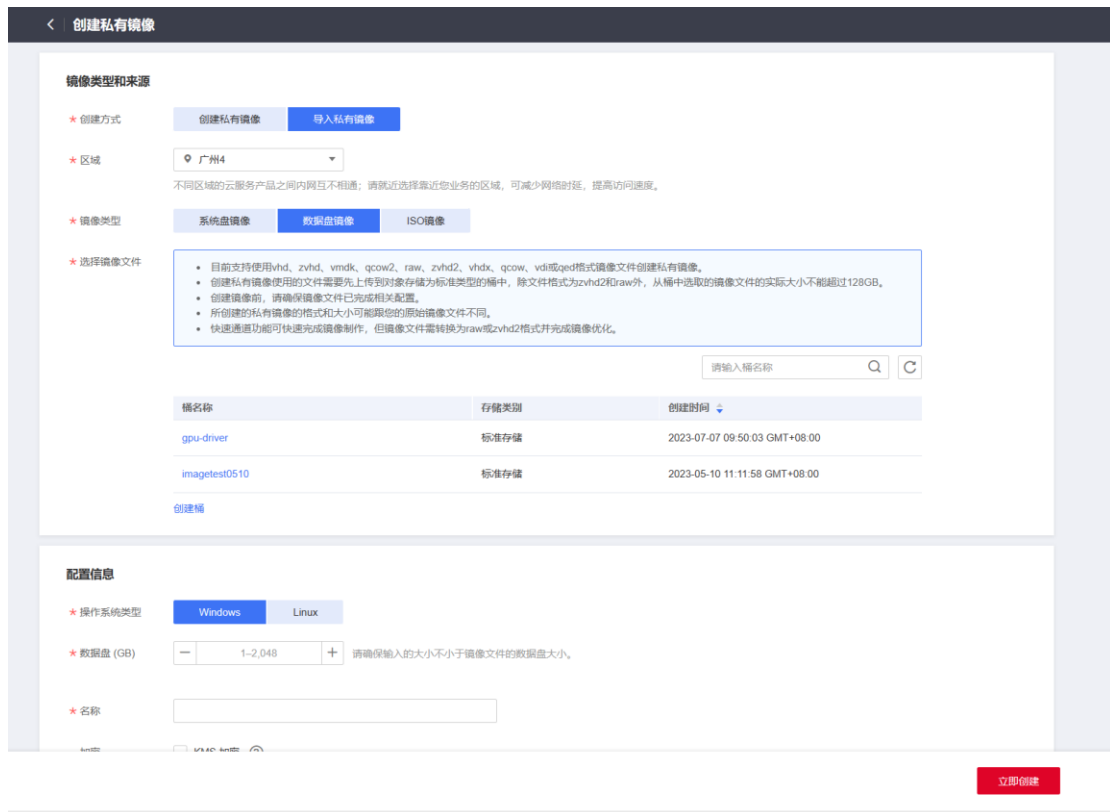 创建私有镜像
镜像类型和来源
* 创建方式 创建私有镜像 导入私有镜像
* 区域 广州4
不同区域的云服务产品之间内网互不相通；请就近选择靠近您业务的区域，可减少网络时延，提高访问速度。
* 镜像类型 系统盘镜像 数据盘镜像 ISO镜像
* 选择镜像文件
• 目前支持使用vhd、zvhd、vmdk、qcow2、raw、zvhd2、vhdx、qcow、vdi或qed格式镜像文件创建私有镜像。
• 创建私有镜像使用的文件需要先上传到对象存储为标准类型的桶中，除文件格式为zvhd2和raw外，从桶中选取的镜像文件的实际大小不能超过128GB。
• 创建镜像前，请确保镜像文件已完成相关配置。
• 所创建的私有镜像的格式和大小可能跟您的原始镜像文件不同。
• 快速通道功能可快速完成镜像制作，但镜像文件需转换为raw或zvhd2格式并完成镜像优化。
请输入桶名称
桶名称 存储类别 创建时间
gpu-driver 标准存储 2023-07-07 09:50:03 GMT+08:00
imagetest0510 标准存储 2023-05-10 11:11:58 GMT+08:00
创建桶
配置信息
* 操作系统类型 Windows Linux
* 数据盘 (GB) 1–2,048 请确保输入的大小不小于镜像文件的数据盘大小。
* 名称
加密 KMS 加密
立即创建